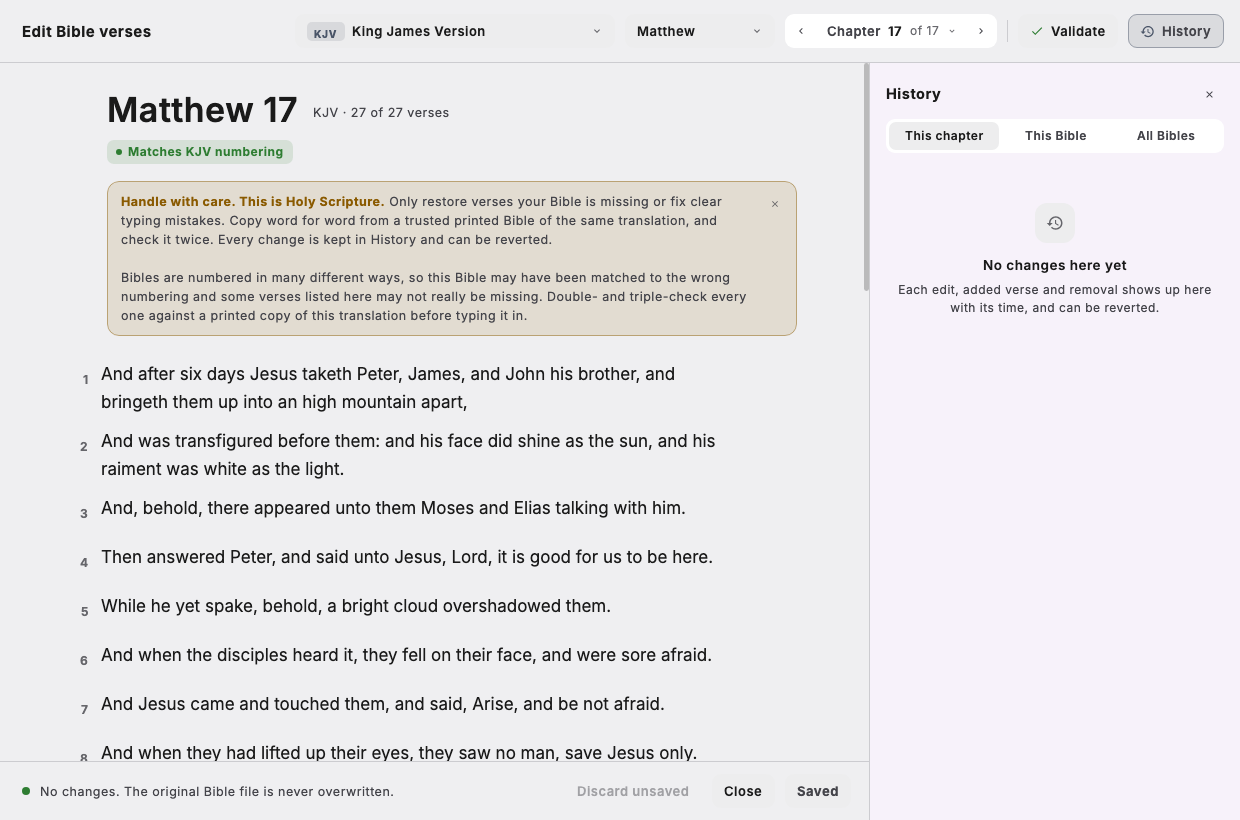 Edit Bible verses
KJV King James Version
Matthew
Chapter 17 of 17
Validate
History
Matthew 17
KJV · 27 of 27 verses
Matches KJV numbering
Handle with care. This is Holy Scripture. Only restore verses your Bible is missing or fix clear
typing mistakes. Copy word for word from a trusted printed Bible of the same translation, and
check it twice. Every change is kept in History and can be reverted.
Bibles are numbered in many different ways, so this Bible may have been matched to the wrong
numbering and some verses listed here may not really be missing. Double- and triple-check every
one against a printed copy of this translation before typing it in.
1 And after six days Jesus taketh Peter, James, and John his brother, and
bringeth them up into an high mountain apart,
2 And was transfigured before them: and his face did shine as the sun, and his
raiment was white as the light.
3 And, behold, there appeared unto them Moses and Elias talking with him.
4 Then answered Peter, and said unto Jesus, Lord, it is good for us to be here.
5 While he yet spake, behold, a bright cloud overshadowed them.
6 And when the disciples heard it, they fell on their face, and were sore afraid.
7 And Jesus came and touched them, and said, Arise, and be not afraid.
8 And when they had lifted up their eyes, they saw no man, save Jesus only.
No changes. The original Bible file is never overwritten.
Discard unsaved
Close
Saved
History
This chapter
This Bible
All Bibles
No changes here yet
Each edit, added verse and removal shows up here
with its time, and can be reverted.